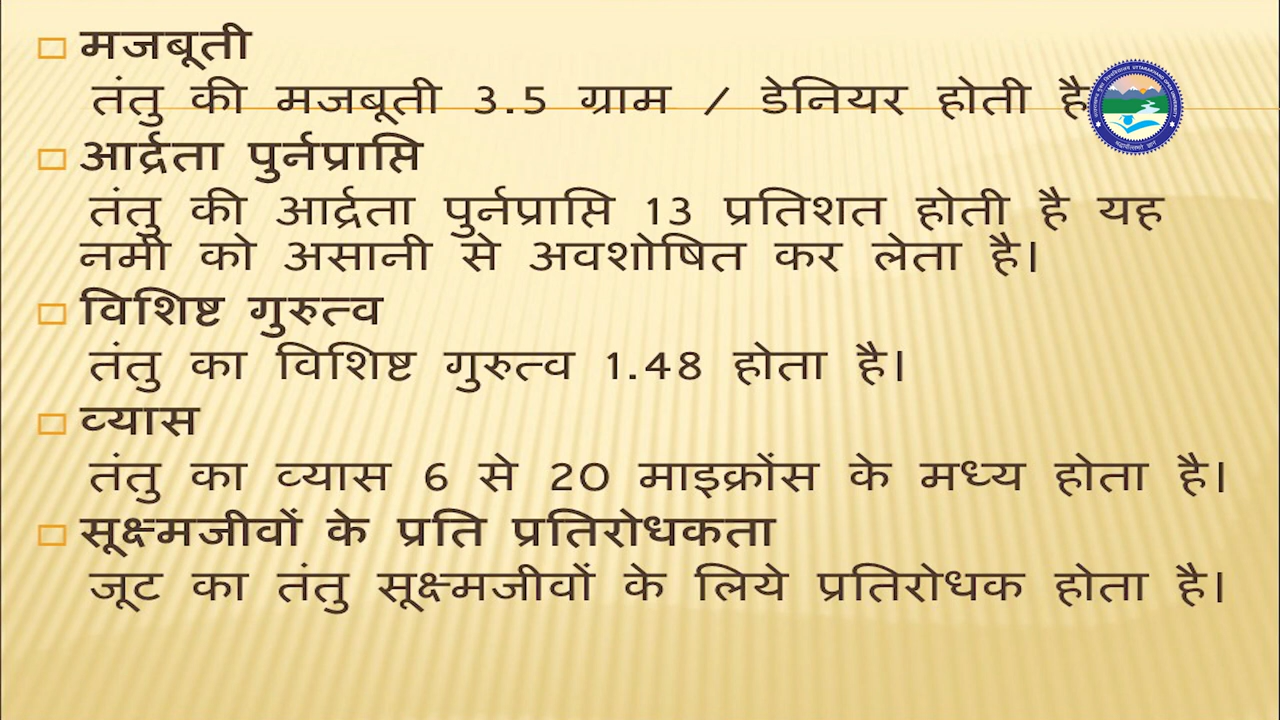 मजबूती
तंतु की मजबूती 3.5 ग्राम / डेनियर होती है
आर्द्रता पुर्नप्राप्ति
तंतु की आर्द्रता पुर्नप्राप्ति 13 प्रतिशत होती है यह
नमी को असानी से अवशोषित कर लेता है।
विशिष्ट गुरुत्व
तंतु का विशिष्ट गुरुत्व 1.48 होता है।
व्यास
तंतु का व्यास 6 से 20 माइक्रोंस के मध्य होता है।
सूक्ष्मजीवों के प्रति प्रतिरोधकता
जूट का तंतु सूक्ष्मजीवों के लिये प्रतिरोधक होता है।